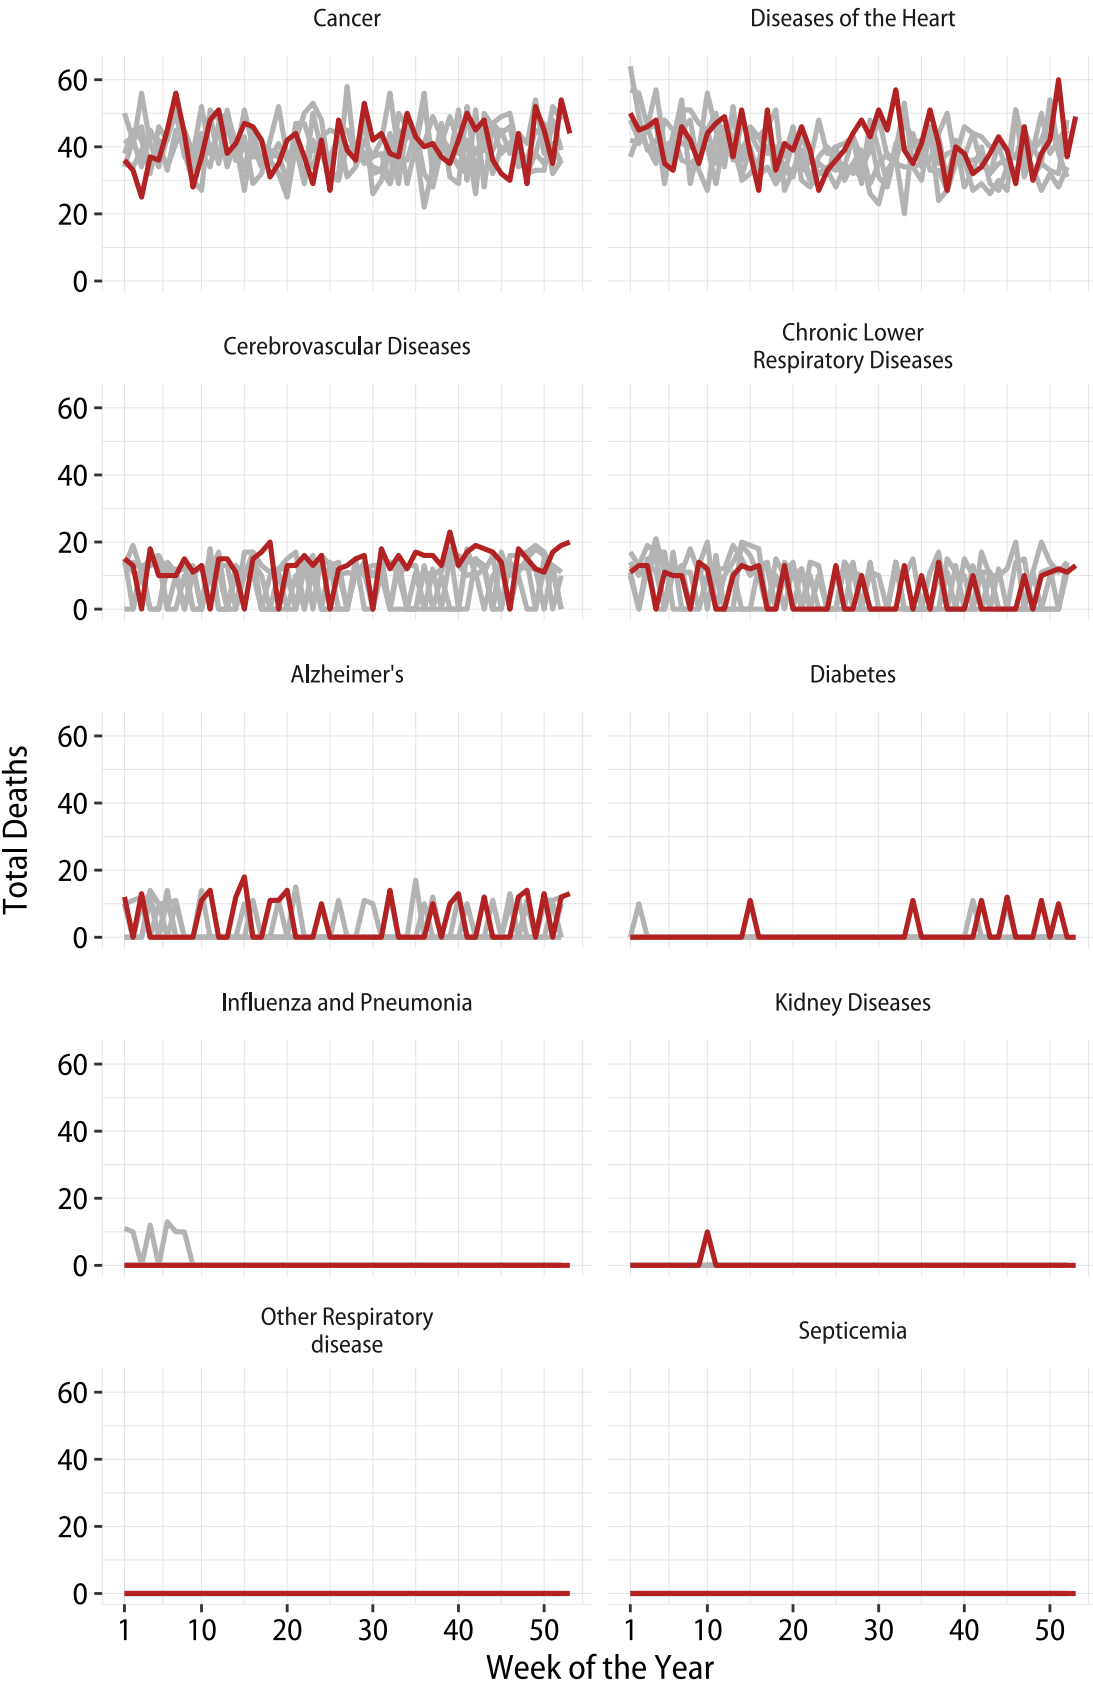 Cancer
Diseases of the Heart
60
40
20
0
Cerebrovascular Diseases
Chronic Lower
Respiratory Diseases
60
40
20
0
Alzheimer's
Diabetes
60
40
20
0
Total Deaths
Influenza and Pneumonia
Kidney Diseases
60
40
20
0
Other Respiratory
disease
Septicemia
60
40
20
0
1 10 20 30 40 50
1 10 20 30 40 50
Week of the Year